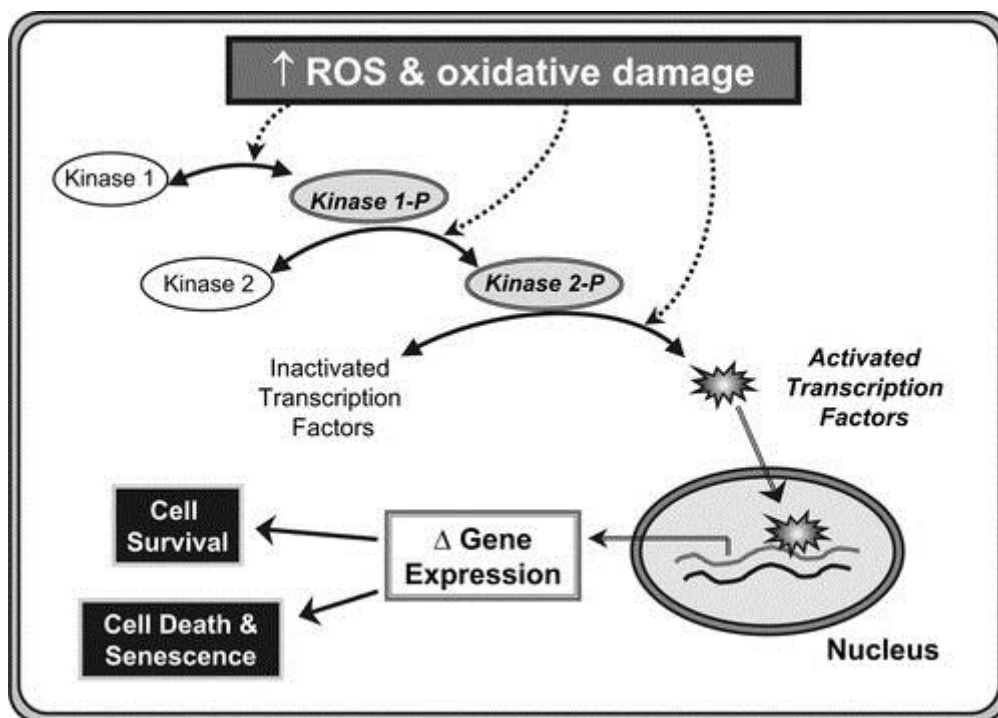 ↑ ROS & oxidative damage
Kinase 1
Kinase 1-P
Kinase 2
Kinase 2-P
Inactivated
Transcription
Factors
Activated
Transcription
Factors
Cell
Survival
Δ Gene
Expression
Cell Death &
Senescence
Nucleus